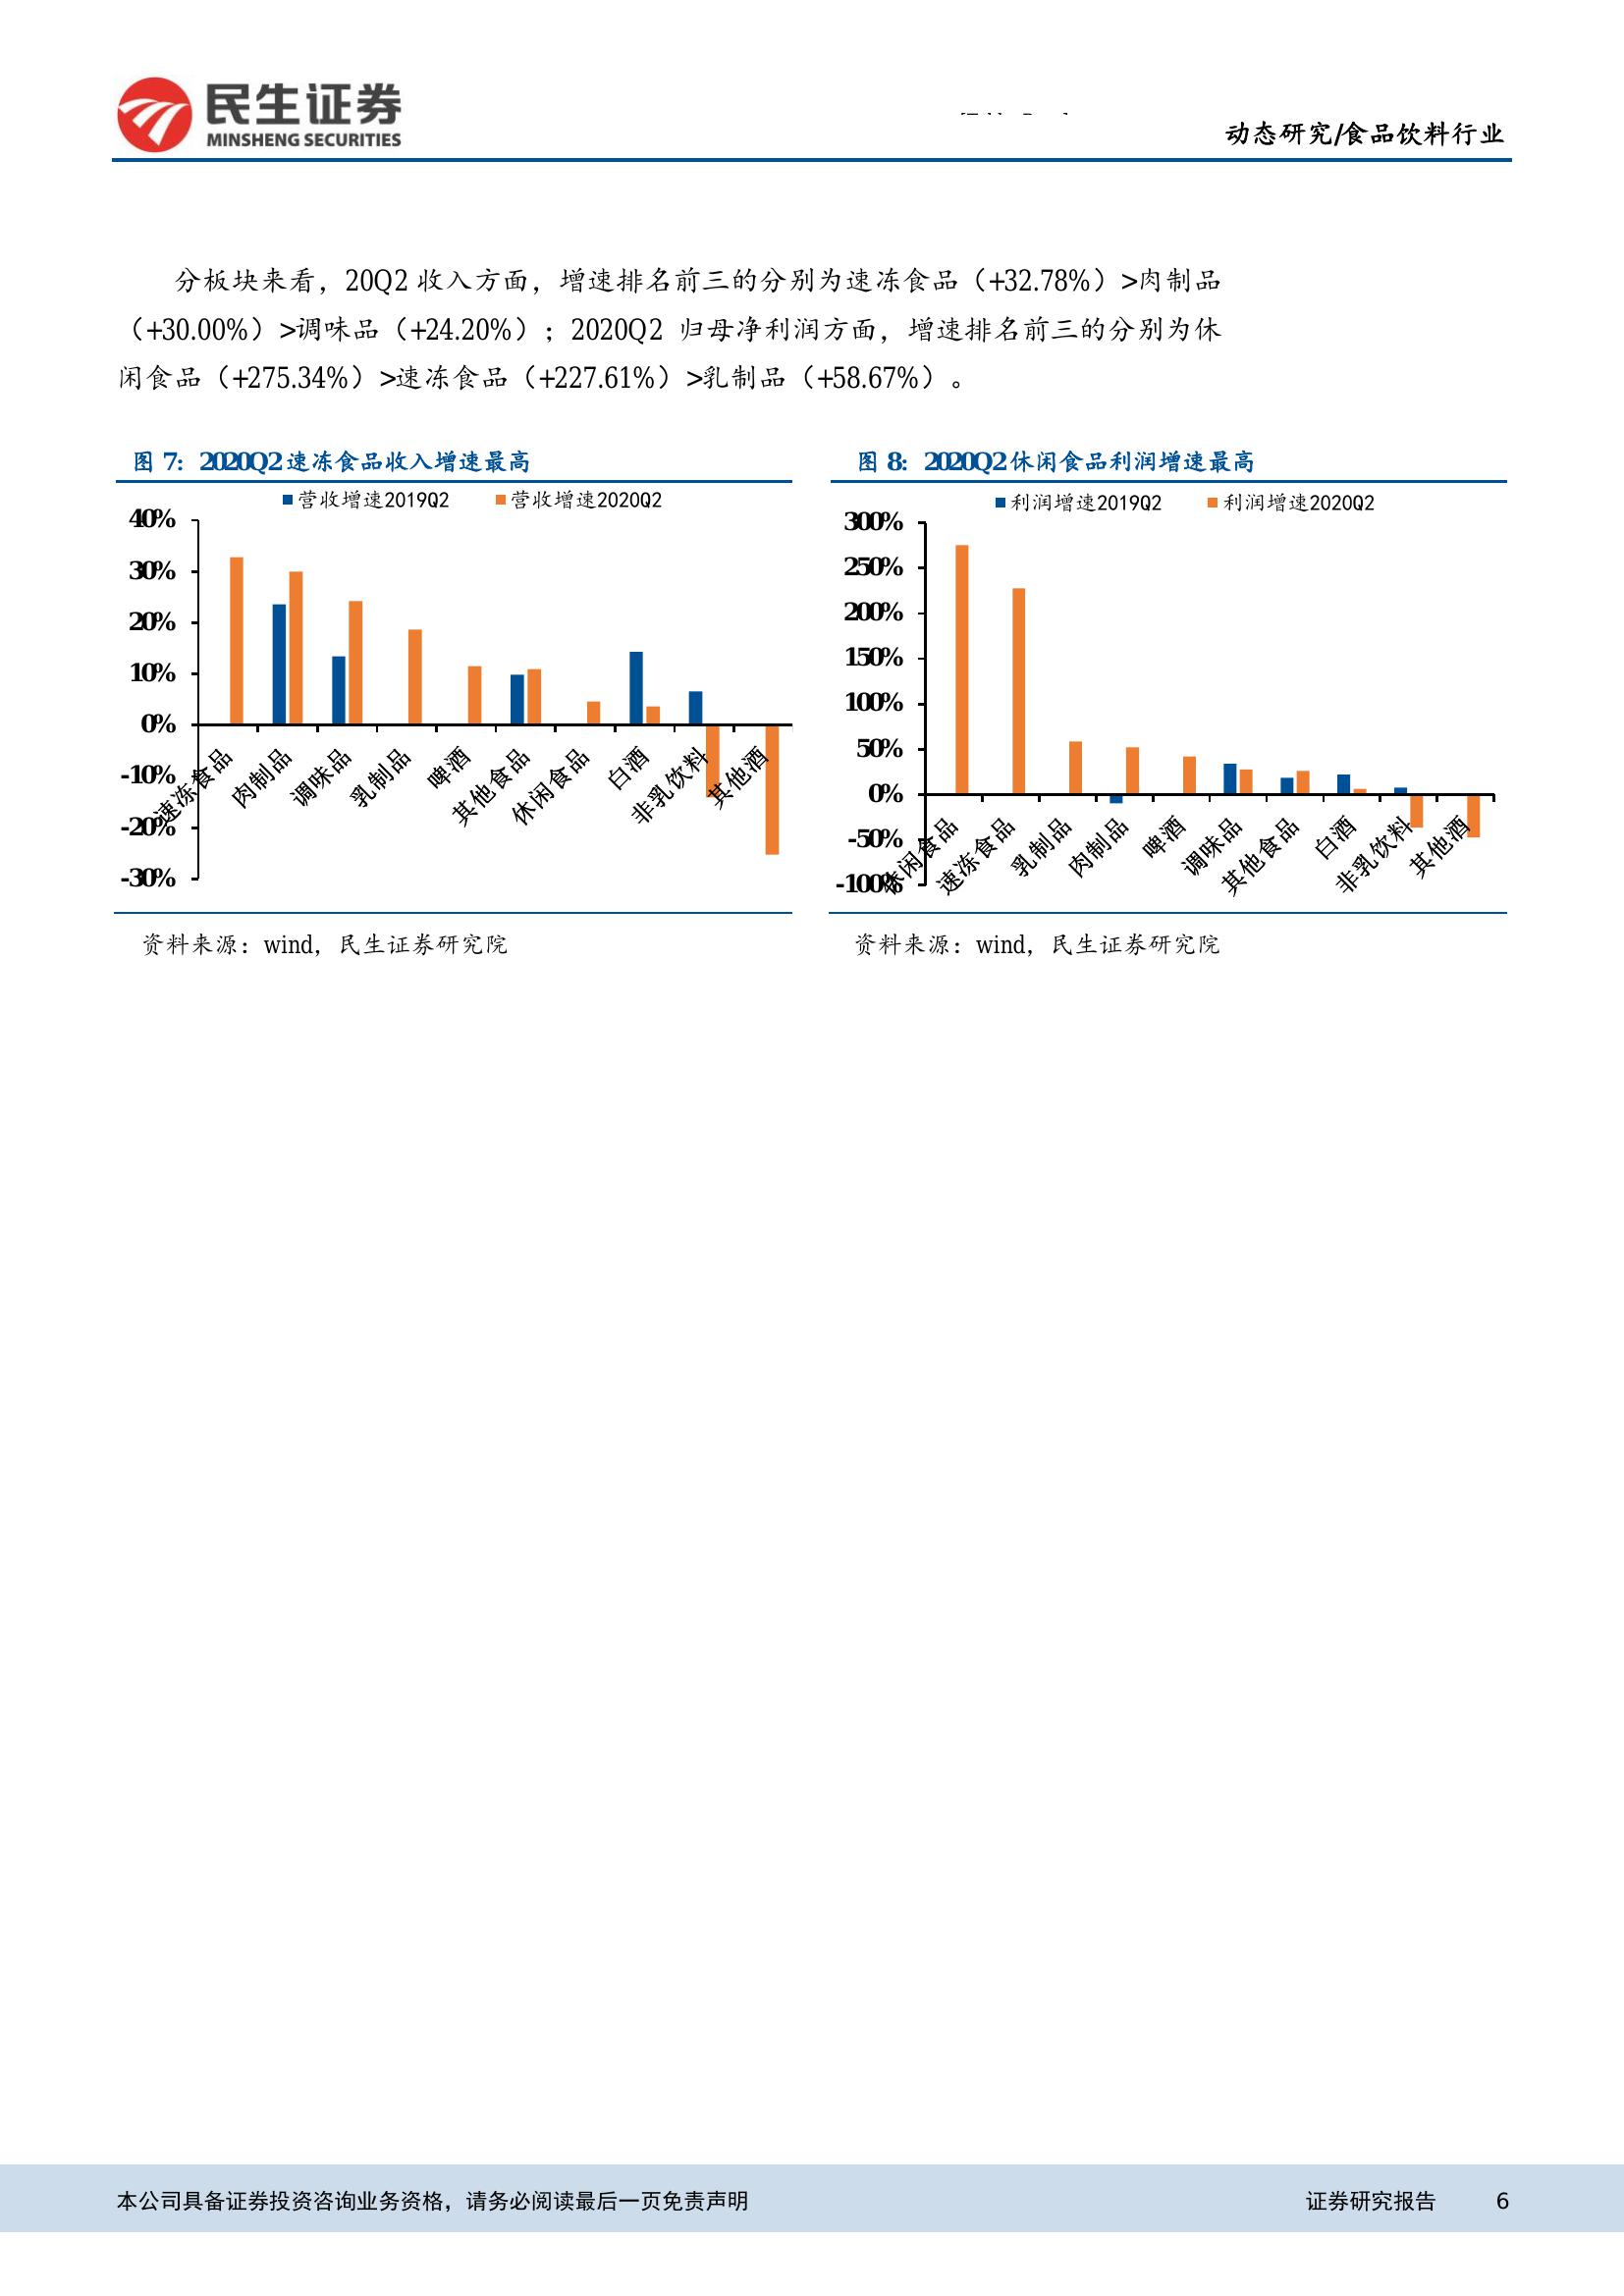 民生证券
MINSHENG SECURITIES
动态研究/食品饮料行业
分板块来看，20Q2 收入方面，增速排名前三的分别为速冻食品（+32.78%）>肉制品
（+30.00%）>调味品（+24.20%）；2020Q2 归母净利润方面，增速排名前三的分别为休
闲食品（+275.34%）>速冻食品（+227.61%）>乳制品（+58.67%）。
图 7: 2020Q2 速冻食品收入增速最高
营收增速2019Q2 营收增速2020Q2
40%
30%
20%
10%
0%
-10%
-20%
-30%
速冻食品
肉制品
调味品
乳制品
啤酒
其他食品
休闲食品
白酒
非乳饮料
其他酒
资料来源：wind，民生证券研究院
图 8: 2020Q2 休闲食品利润增速最高
利润增速2019Q2 利润增速2020Q2
300%
250%
200%
150%
100%
50%
0%
-50%
-100%
休闲食品
速冻食品
乳制品
肉制品
啤酒
调味品
其他食品
白酒
非乳饮料
其他酒
资料来源：wind，民生证券研究院
本公司具备证券投资咨询业务资格，请务必阅读最后一页免责声明 证券研究报告 6